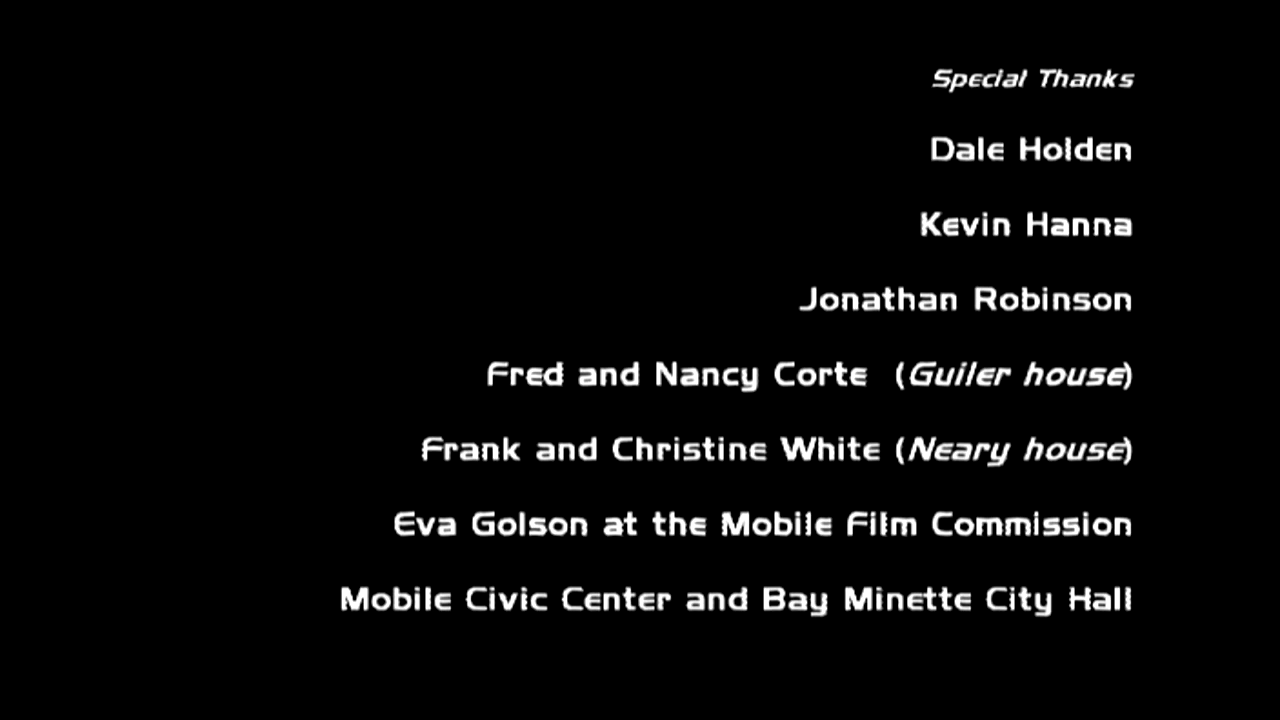 Special Thanks
Dale Holden
Kevin Hanna
Jonathan Robinson
Fred and Nancy Corte (Guiler house)
Frank and Christine White (Neary house)
Eva Golson at the Mobile Film Commission
Mobile Civic Center and Bay Minette City Hall